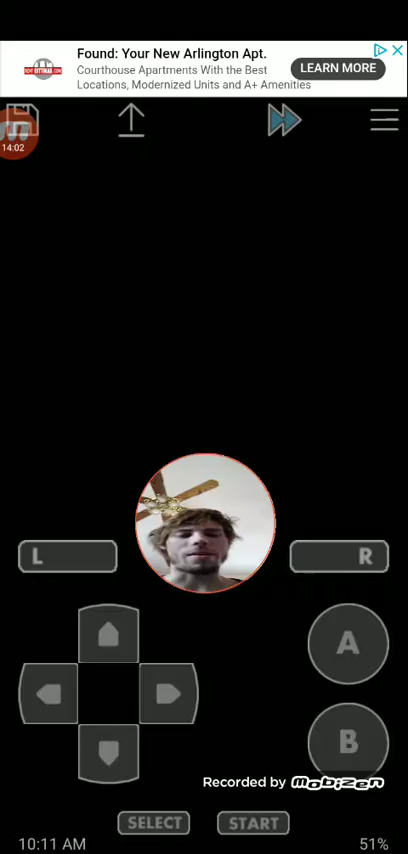 Found: Your New Arlington Apt.
Courthouse Apartments With the Best
Locations, Modernized Units and A+ Amenities
LEARN MORE
14:02
L
R
A
B
Recorded by mobizen
SELECT
START
10:11 AM
51%